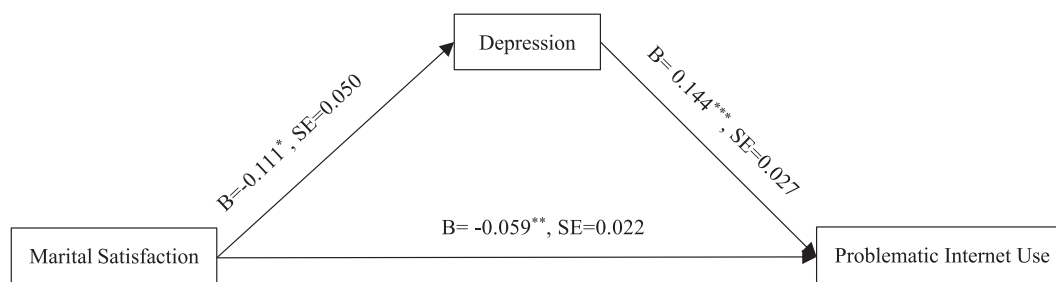 Depression
B=-0.111*, SE=0.050
B= 0.144***, SE=0.027
B= -0.059**, SE=0.022
Marital Satisfaction
Problematic Internet Use